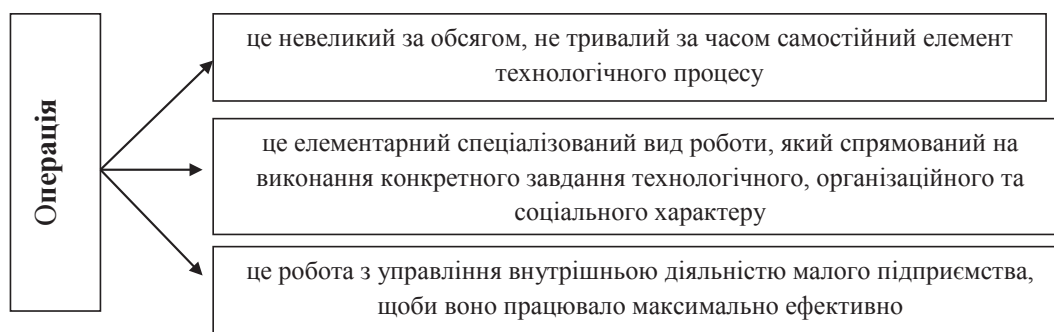 Операція
це невеликий за обсягом, не тривалий за часом самостійний елемент
технологічного процесу
це елементарний спеціалізований вид роботи, який спрямований на
виконання конкретного завдання технологічного, організаційного та
соціального характеру
це робота з управління внутрішньою діяльністю малого підприємства,
щоби воно працювало максимально ефективно